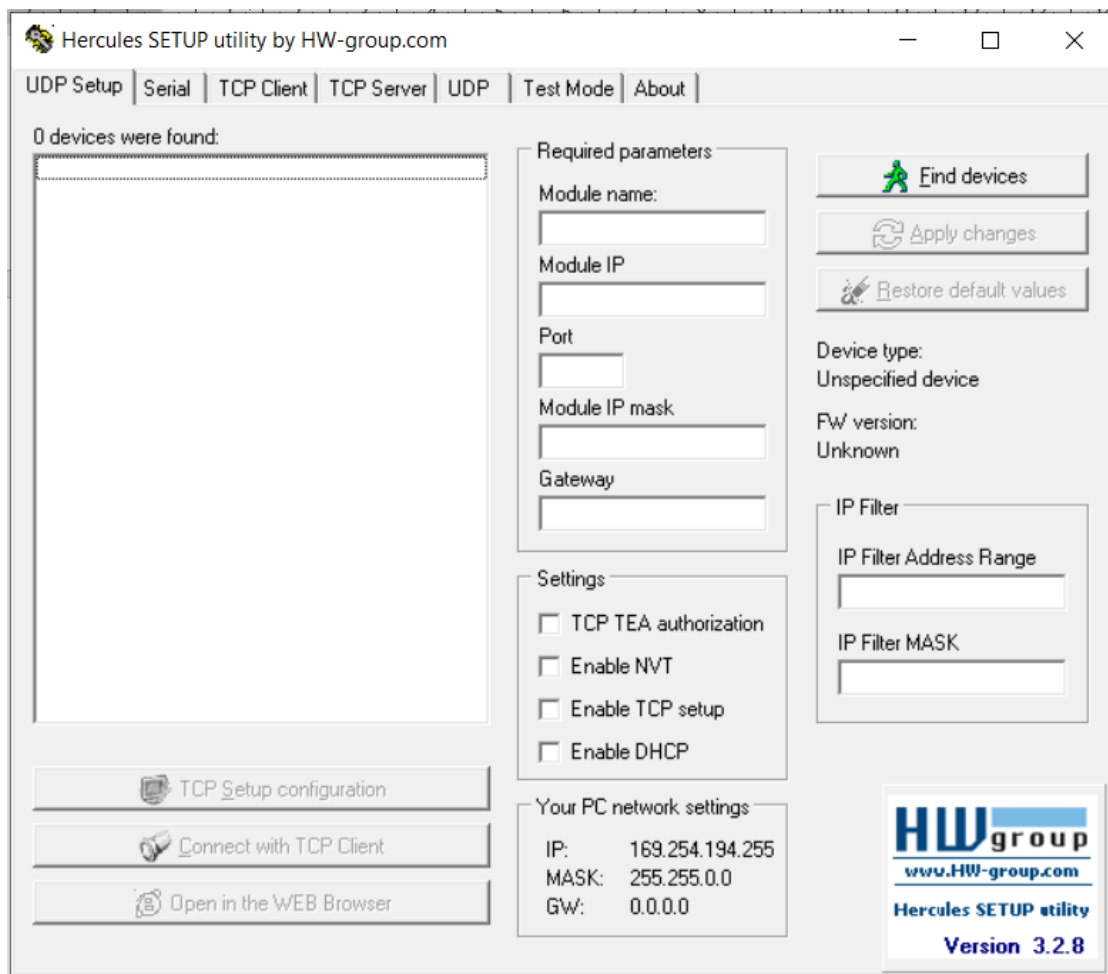 Hercules SETUP utility by HW-group.com
UDP Setup
Serial
TCP Client
TCP Server
UDP
Test Mode
About
0 devices were found:
Required parameters
Module name:
Module IP
Port
Module IP mask
Gateway
Settings
TCP TEA authorization
Enable NVT
Enable TCP setup
Enable DHCP
Your PC network settings
IP: 169.254.194.255
MASK: 255.255.0.0
GW: 0.0.0.0
Find devices
Apply changes
Restore default values
Device type:
Unspecified device
FW version:
Unknown
IP Filter
IP Filter Address Range
IP Filter MASK
TCP Setup configuration
Connect with TCP Client
Open in the WEB Browser
HW group
www.HW-group.com
Hercules SETUP utility
Version 3.2.8